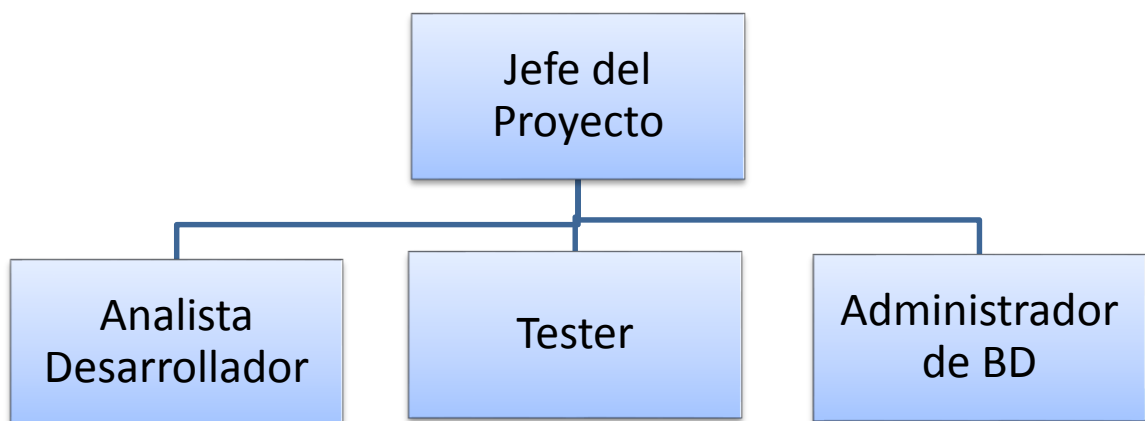 Jefe del
Proyecto
Analista
Desarrollador
Tester
Administrador
de BD